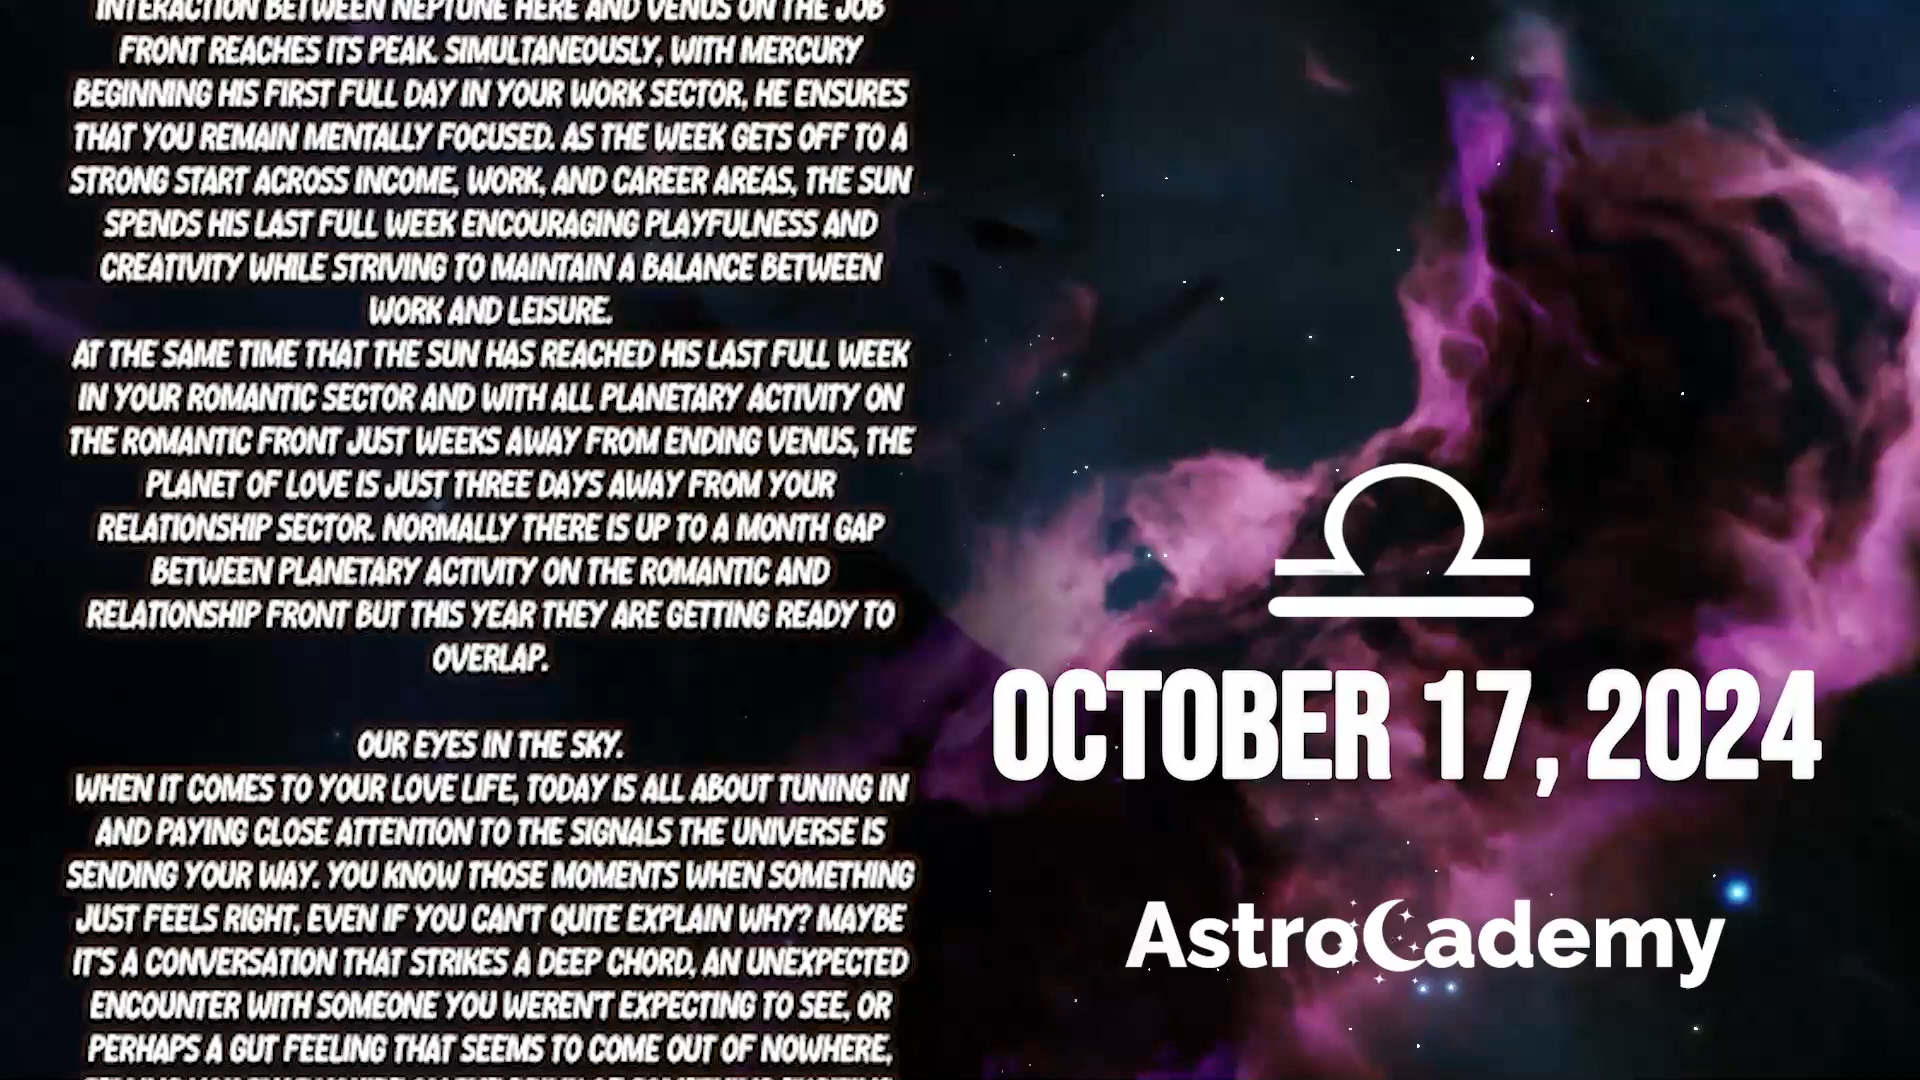 INTERACTION BETWEEN NEPTUNE HERE AND VENUS ON THE JOB
FRONT REACHES ITS PEAK. SIMULTANEOUSLY, WITH MERCURY
BEGINNING HIS FIRST FULL DAY IN YOUR WORK SECTOR, HE ENSURES
THAT YOU REMAIN MENTALLY FOCUSED. AS THE WEEK GETS OFF TO A
STRONG START ACROSS INCOME, WORK, AND CAREER AREAS, THE SUN
SPENDS HIS LAST FULL WEEK ENCOURAGING PLAYFULNESS AND
CREATIVITY WHILE STRIVING TO MAINTAIN A BALANCE BETWEEN
WORK AND LEISURE.
AT THE SAME TIME THAT THE SUN HAS REACHED HIS LAST FULL WEEK
IN YOUR ROMANTIC SECTOR AND WITH ALL PLANETARY ACTIVITY ON
THE ROMANTIC FRONT JUST WEEKS AWAY FROM ENDING VENUS, THE
PLANET OF LOVE IS JUST THREE DAYS AWAY FROM YOUR
RELATIONSHIP SECTOR. NORMALLY THERE IS UP TO A MONTH GAP
BETWEEN PLANETARY ACTIVITY ON THE ROMANTIC AND
RELATIONSHIP FRONT BUT THIS YEAR THEY ARE GETTING READY TO
OVERLAP.
OUR EYES IN THE SKY.
WHEN IT COMES TO YOUR LOVE LIFE, TODAY IS ALL ABOUT TUNING IN
AND PAYING CLOSE ATTENTION TO THE SIGNALS THE UNIVERSE IS
SENDING YOUR WAY. YOU KNOW THOSE MOMENTS WHEN SOMETHING
JUST FEELS RIGHT, EVEN IF YOU CAN'T QUITE EXPLAIN WHY? MAYBE
IT'S A CONVERSATION THAT STRIKES A DEEP CHORD, AN UNEXPECTED
ENCOUNTER WITH SOMEONE YOU WEREN'T EXPECTING TO SEE, OR
PERHAPS A GUT FEELING THAT SEEMS TO COME OUT OF NOWHERE,
OCTOBER 17, 2024
AstroCademy